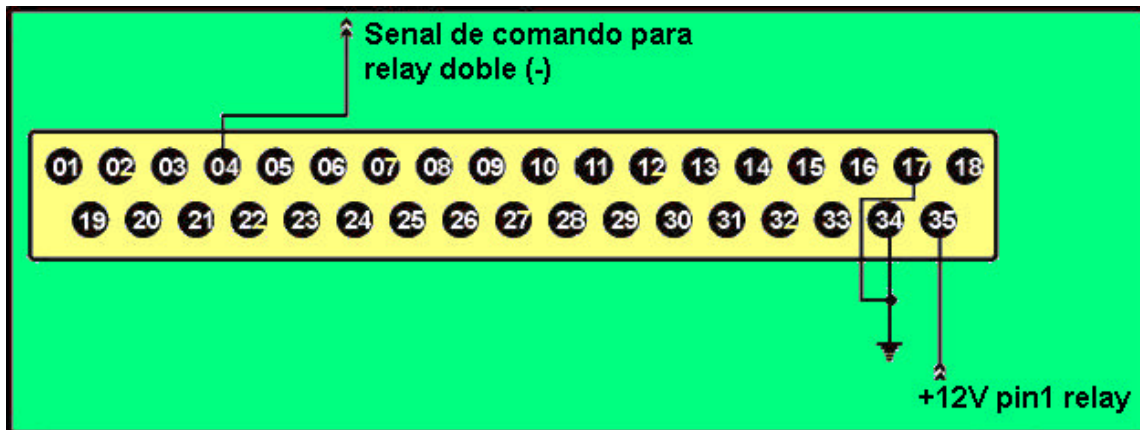 Senal de comando para
relay doble (-)
01 02 03 04 05 06 07 08 09 10 11 12 13 14 15 16 17 18
19 20 21 22 23 24 25 26 27 28 29 30 31 32 33 34 35
+12V pin1 relay